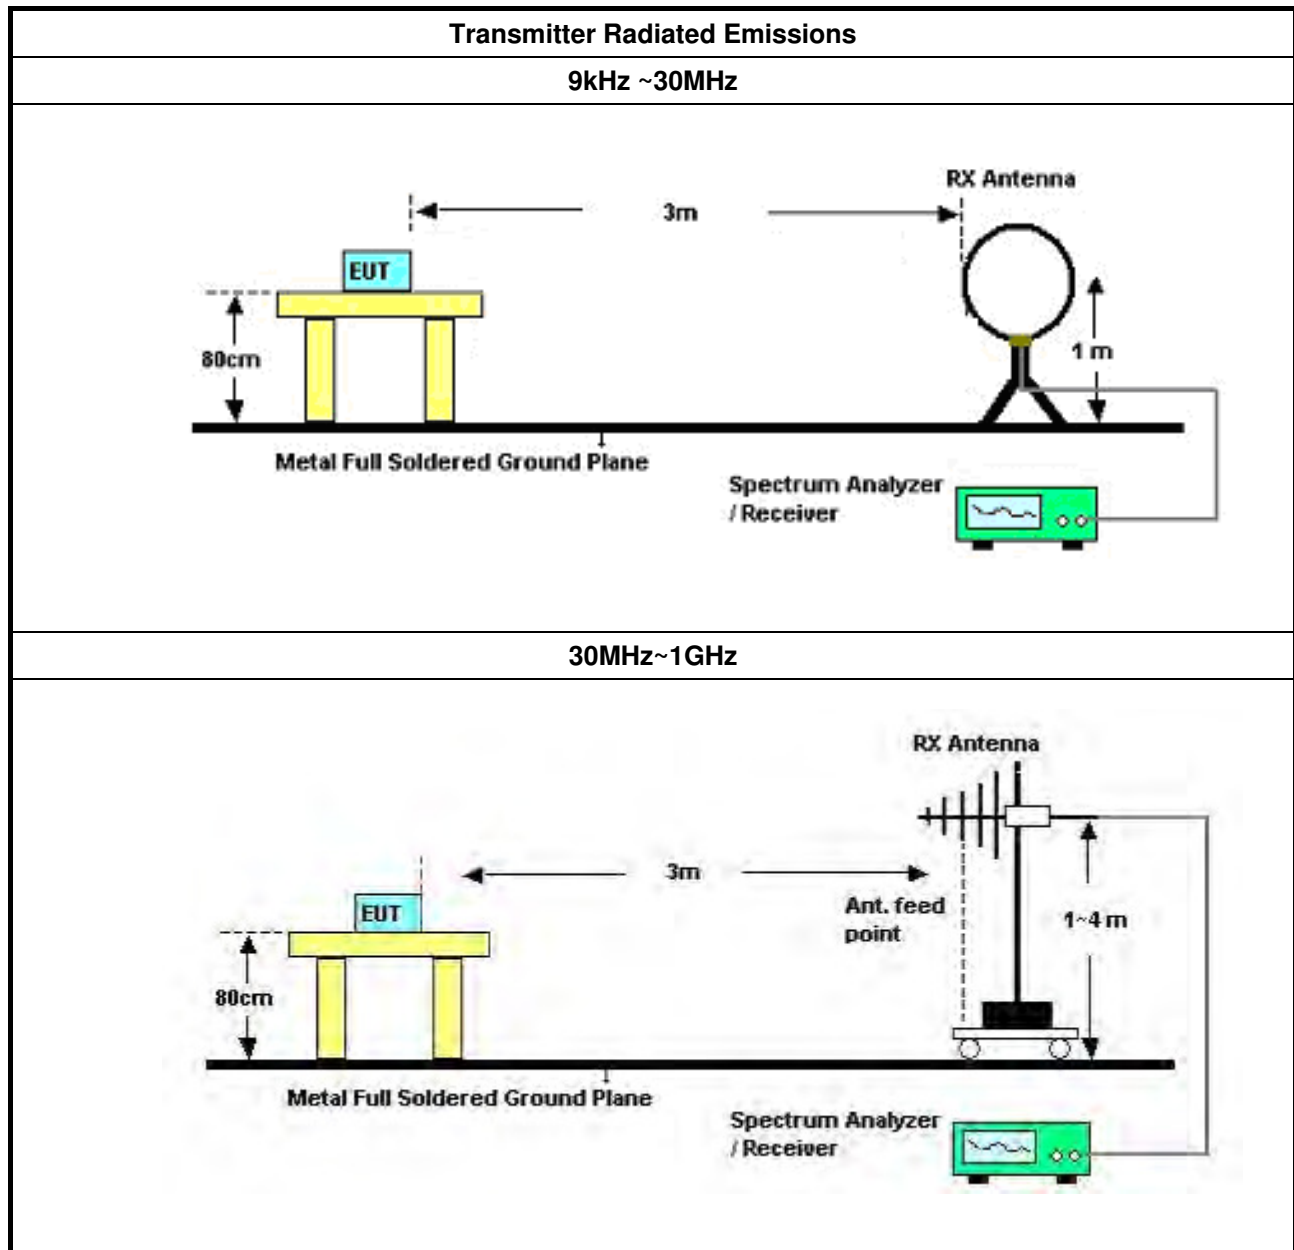 Transmitter Radiated Emissions
9kHz ~30MHz
RX Antenna
3m
EUT
80cm
1 m
Metal Full Soldered Ground Plane
Spectrum Analyzer
/ Receiver
30MHz~1GHz
RX Antenna
3m
EUT
Ant. feed
point
1~4 m
80cm
Metal Full Soldered Ground Plane
Spectrum Analyzer
/ Receiver